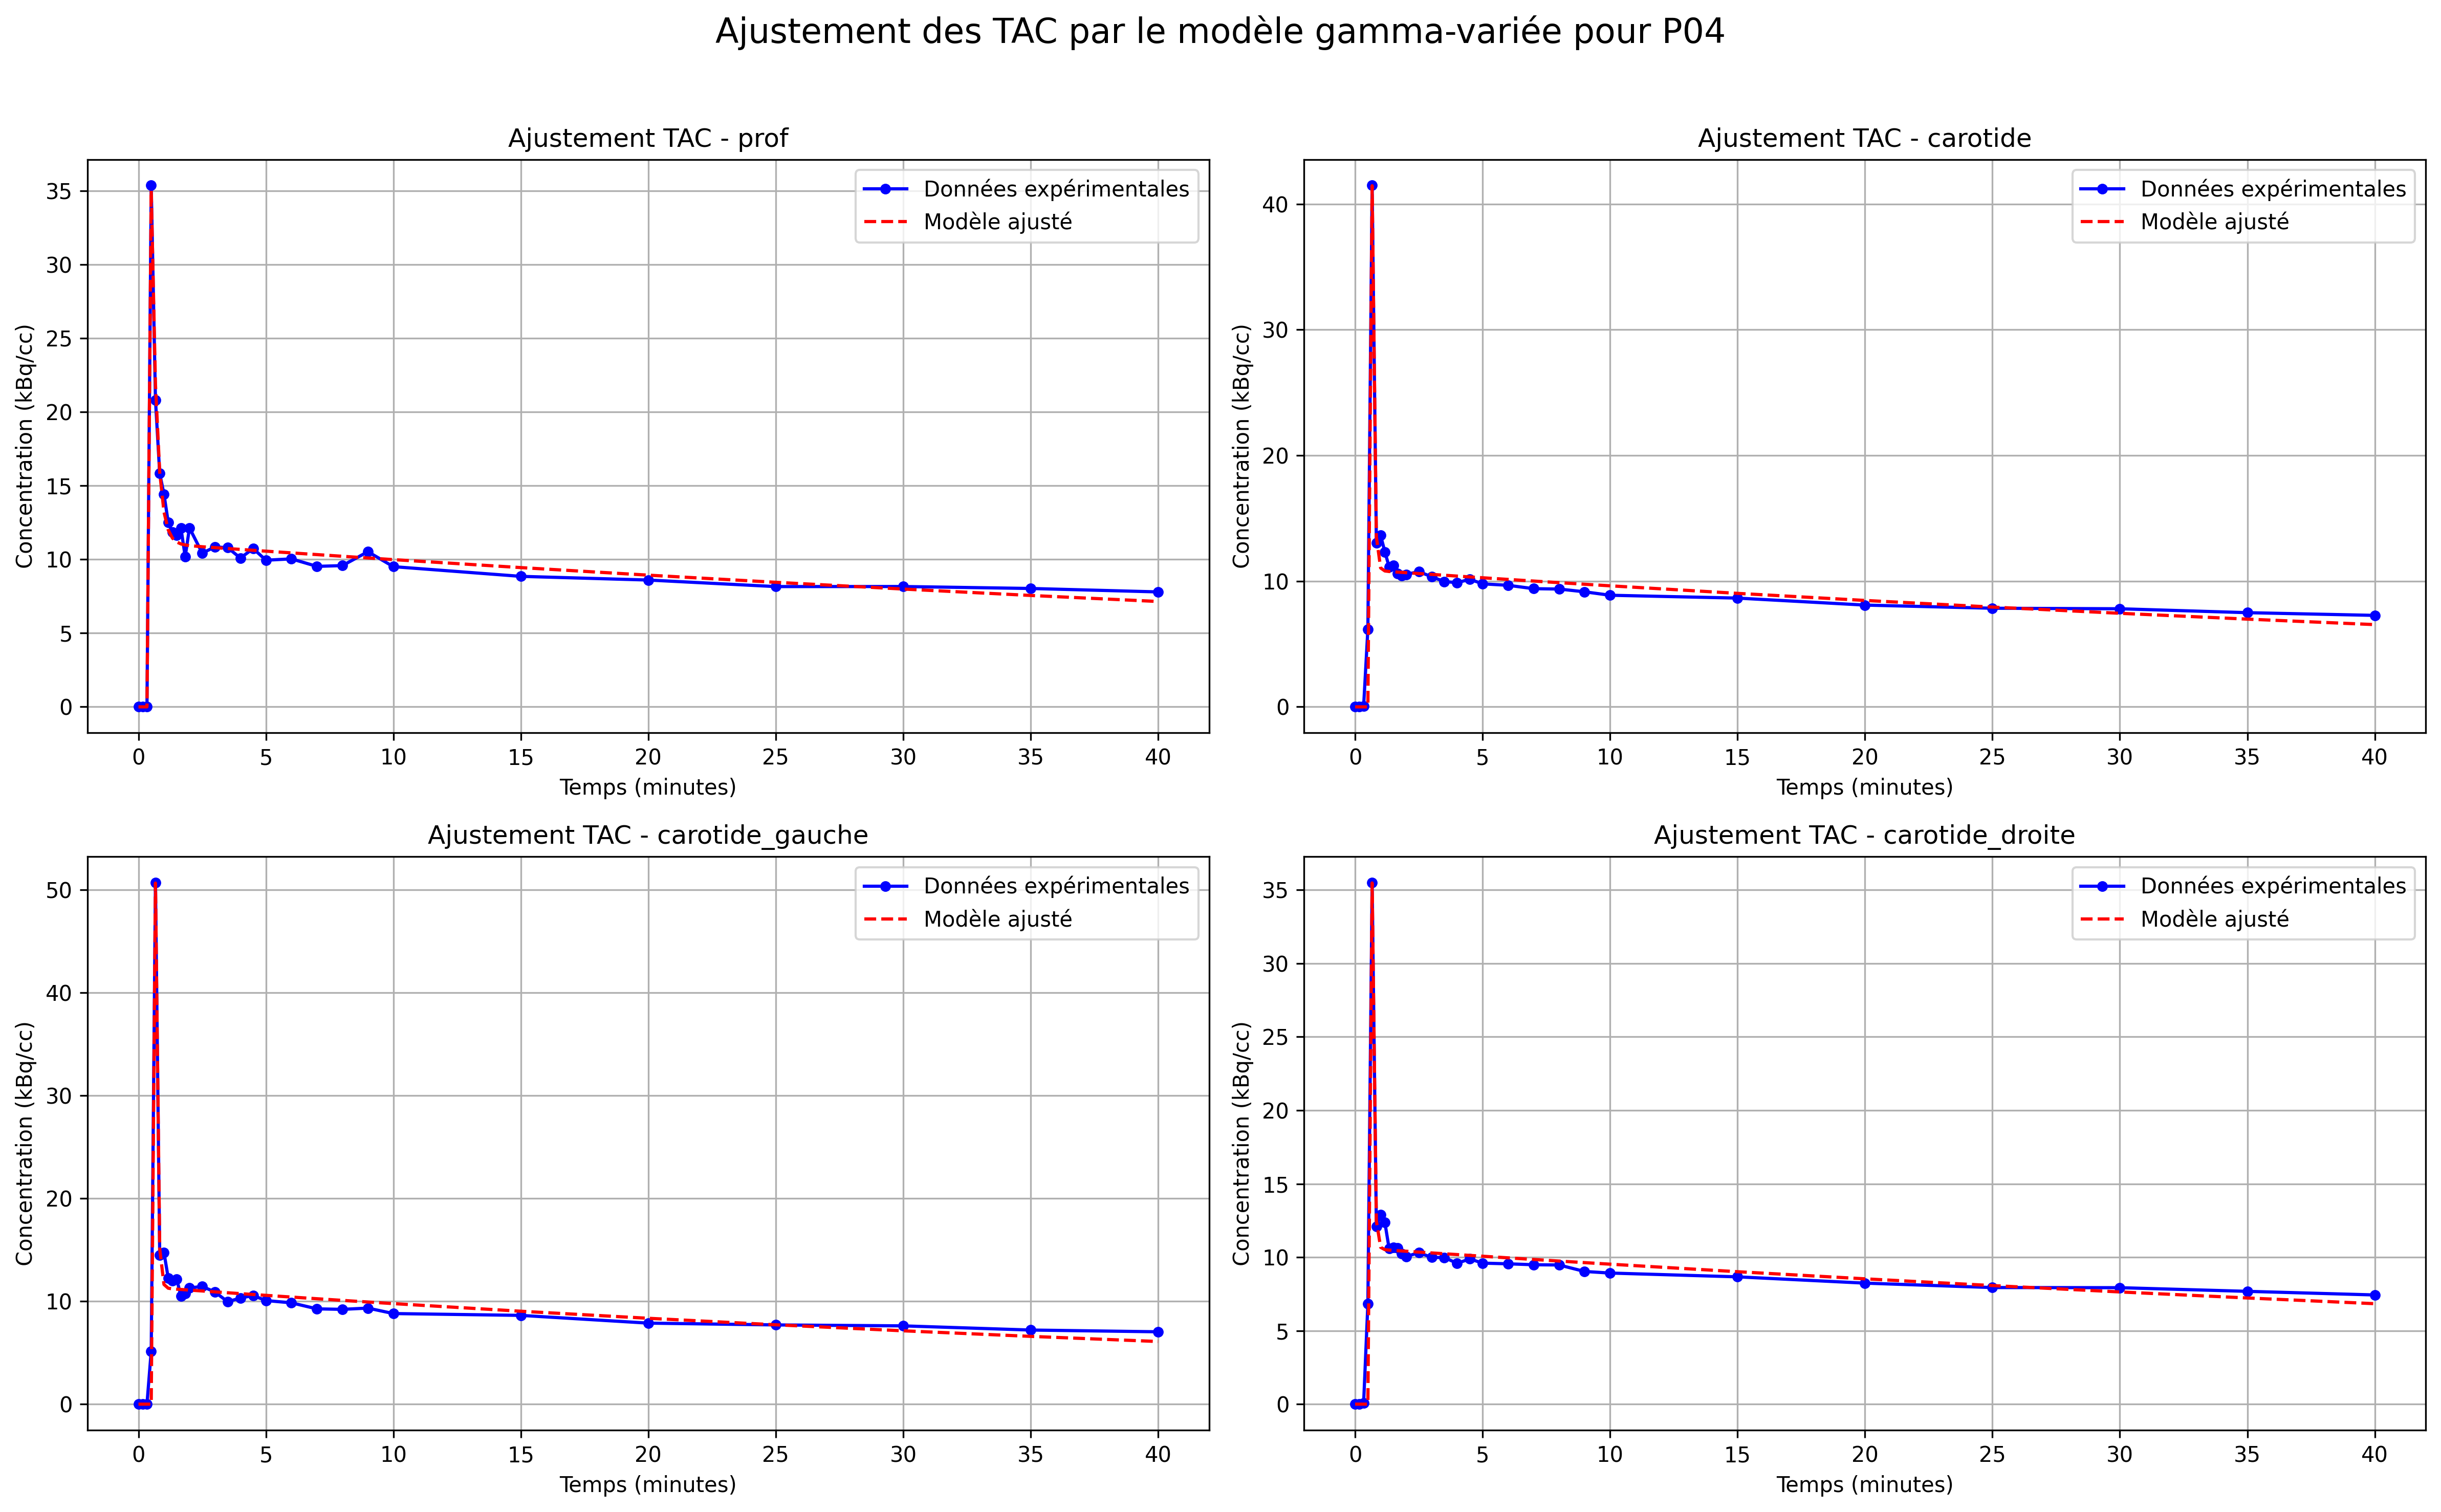 Ajustement des TAC par le modèle gamma-variée pour P04
Ajustement TAC - prof
Concentration (kBq/cc)
35
30
25
20
15
10
5
0
Données expérimentales
Modèle ajusté
0 5 10 15 20 25 30 35 40
Temps (minutes)
Ajustement TAC - carotide
Concentration (kBq/cc)
40
30
20
10
0
Données expérimentales
Modèle ajusté
0 5 10 15 20 25 30 35 40
Temps (minutes)
Ajustement TAC - carotide_gauche
Concentration (kBq/cc)
50
40
30
20
10
0
Données expérimentales
Modèle ajusté
0 5 10 15 20 25 30 35 40
Temps (minutes)
Ajustement TAC - carotide_droite
Concentration (kBq/cc)
35
30
25
20
15
10
5
0
Données expérimentales
Modèle ajusté
0 5 10 15 20 25 30 35 40
Temps (minutes)